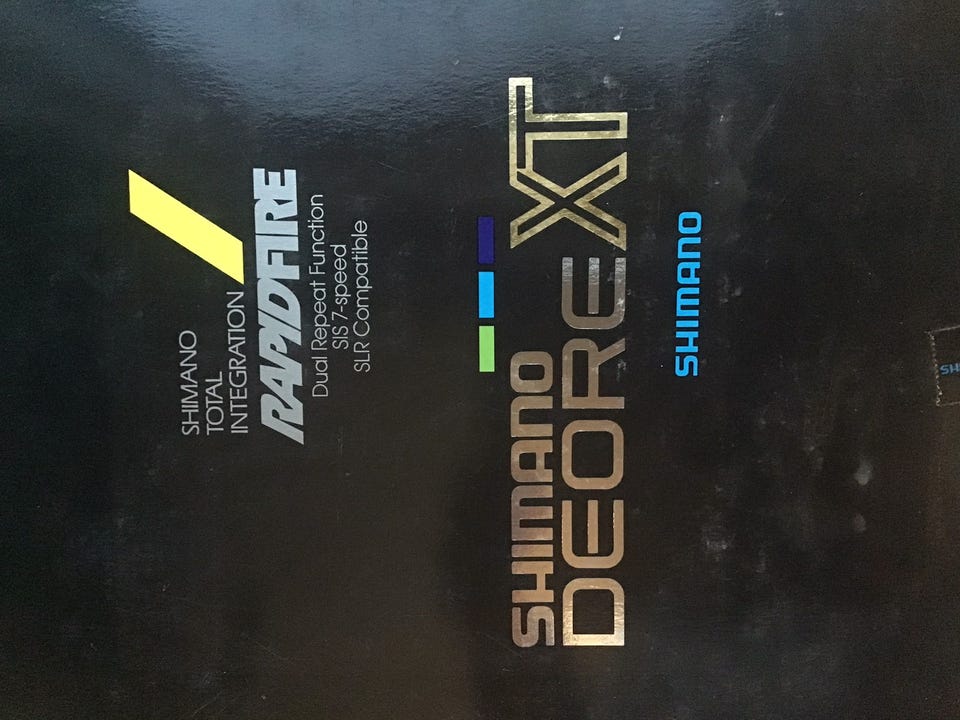 SHIMANO
TOTAL
INTEGRATION
RAPIDFIRE
Dual Repeat Function
SIS 7-speed
SLR Compatible
SHIMANO
DEORE XT
SHIMANO